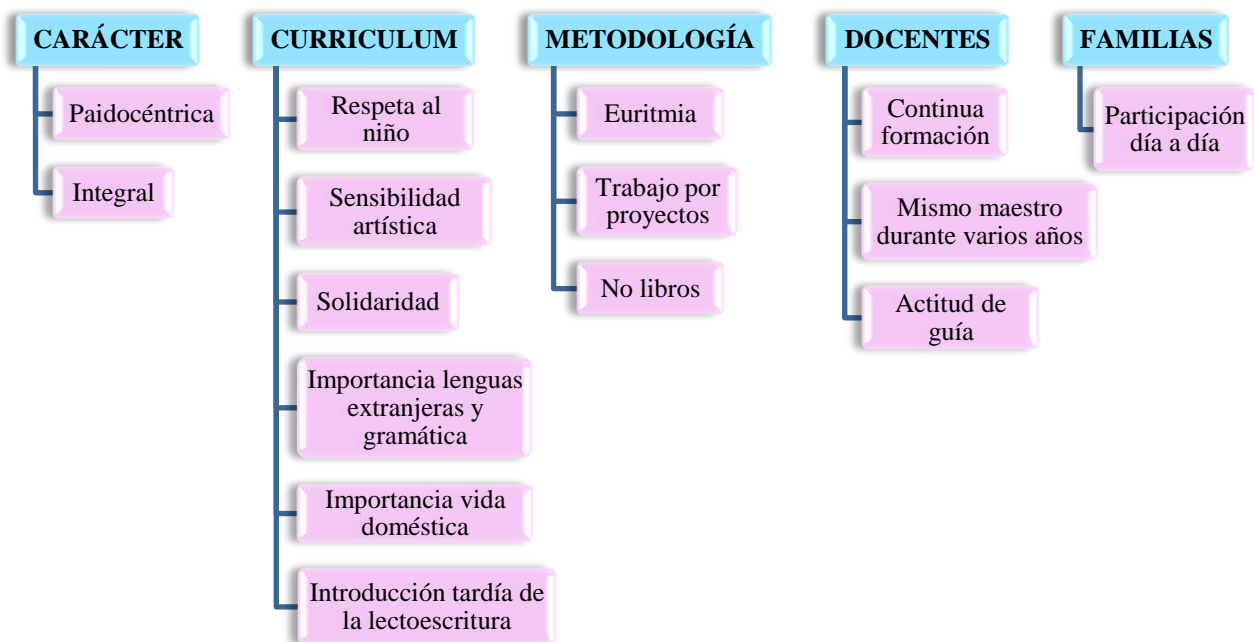 CARÁCTER
Paidocéntrica
Integral
CURRICULUM
Respeta al
niño
Sensibilidad
artística
Solidaridad
Importancia lenguas
extranjeras y
gramática
Importancia vida
doméstica
Introducción tardía de
la lectoescritura
METODOLOGÍA
Euritmia
Trabajo por
proyectos
No libros
DOCENTES
Continua
formación
Mismo maestro
durante varios años
Actitud de
guía
FAMILIAS
Participación
día a día